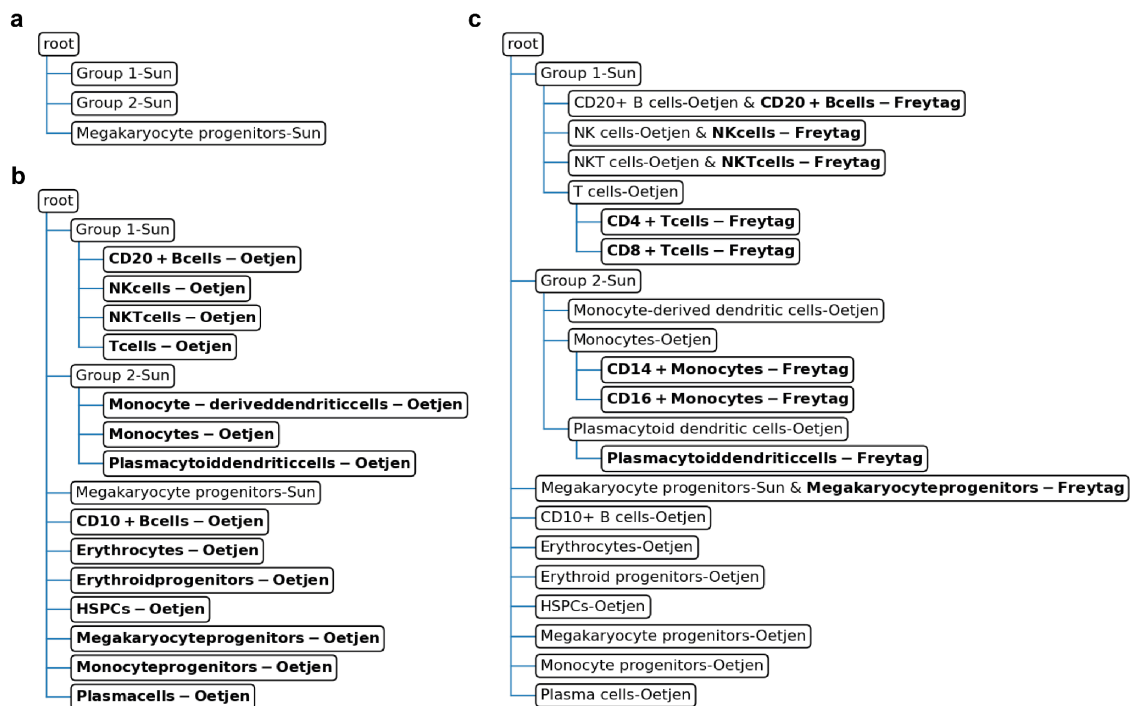 a
root
Group 1-Sun
Group 2-Sun
Megakaryocyte progenitors-Sun
b
root
Group 1-Sun
CD20 + Bcells − Oetjen
NKcells − Oetjen
NKTcells − Oetjen
Tcells − Oetjen
Group 2-Sun
Monocyte − deriveddendriticcells − Oetjen
Monocytes − Oetjen
Plasmacytoiddendriticcells − Oetjen
Megakaryocyte progenitors-Sun
CD10 + Bcells − Oetjen
Erythrocytes − Oetjen
Erythroidprogenitors − Oetjen
HSPCs − Oetjen
Megakaryocyteprogenitors − Oetjen
Monocyteprogenitors − Oetjen
Plasmacells − Oetjen
c
root
Group 1-Sun
CD20+ B cells-Oetjen & CD20 + Bcells − Freytag
NK cells-Oetjen & NKcells − Freytag
NKT cells-Oetjen & NKTcells − Freytag
T cells-Oetjen
CD4 + Tcells − Freytag
CD8 + Tcells − Freytag
Group 2-Sun
Monocyte-derived dendritic cells-Oetjen
Monocytes-Oetjen
CD14 + Monocytes − Freytag
CD16 + Monocytes − Freytag
Plasmacytoid dendritic cells-Oetjen
Plasmacytoiddendriticcells − Freytag
Megakaryocyte progenitors-Sun & Megakaryocyteprogenitors − Freytag
CD10+ B cells-Oetjen
Erythrocytes-Oetjen
Erythroid progenitors-Oetjen
HSPCs-Oetjen
Megakaryocyte progenitors-Oetjen
Monocyte progenitors-Oetjen
Plasma cells-Oetjen